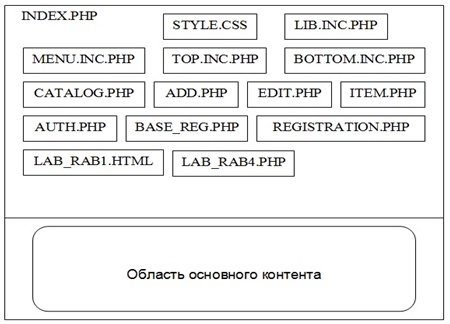 INDEX.PHP
STYLE.CSS LIB.INC.PHP
MENU.INC.PHP TOP.INC.PHP BOTTOM.INC.PHP
CATALOG.PHP ADD.PHP EDIT.PHP ITEM.PHP
AUTH.PHP BASE_REG.PHP REGISTRATION.PHP
LAB_RAB1.HTML LAB_RAB4.PHP
Область основного контента